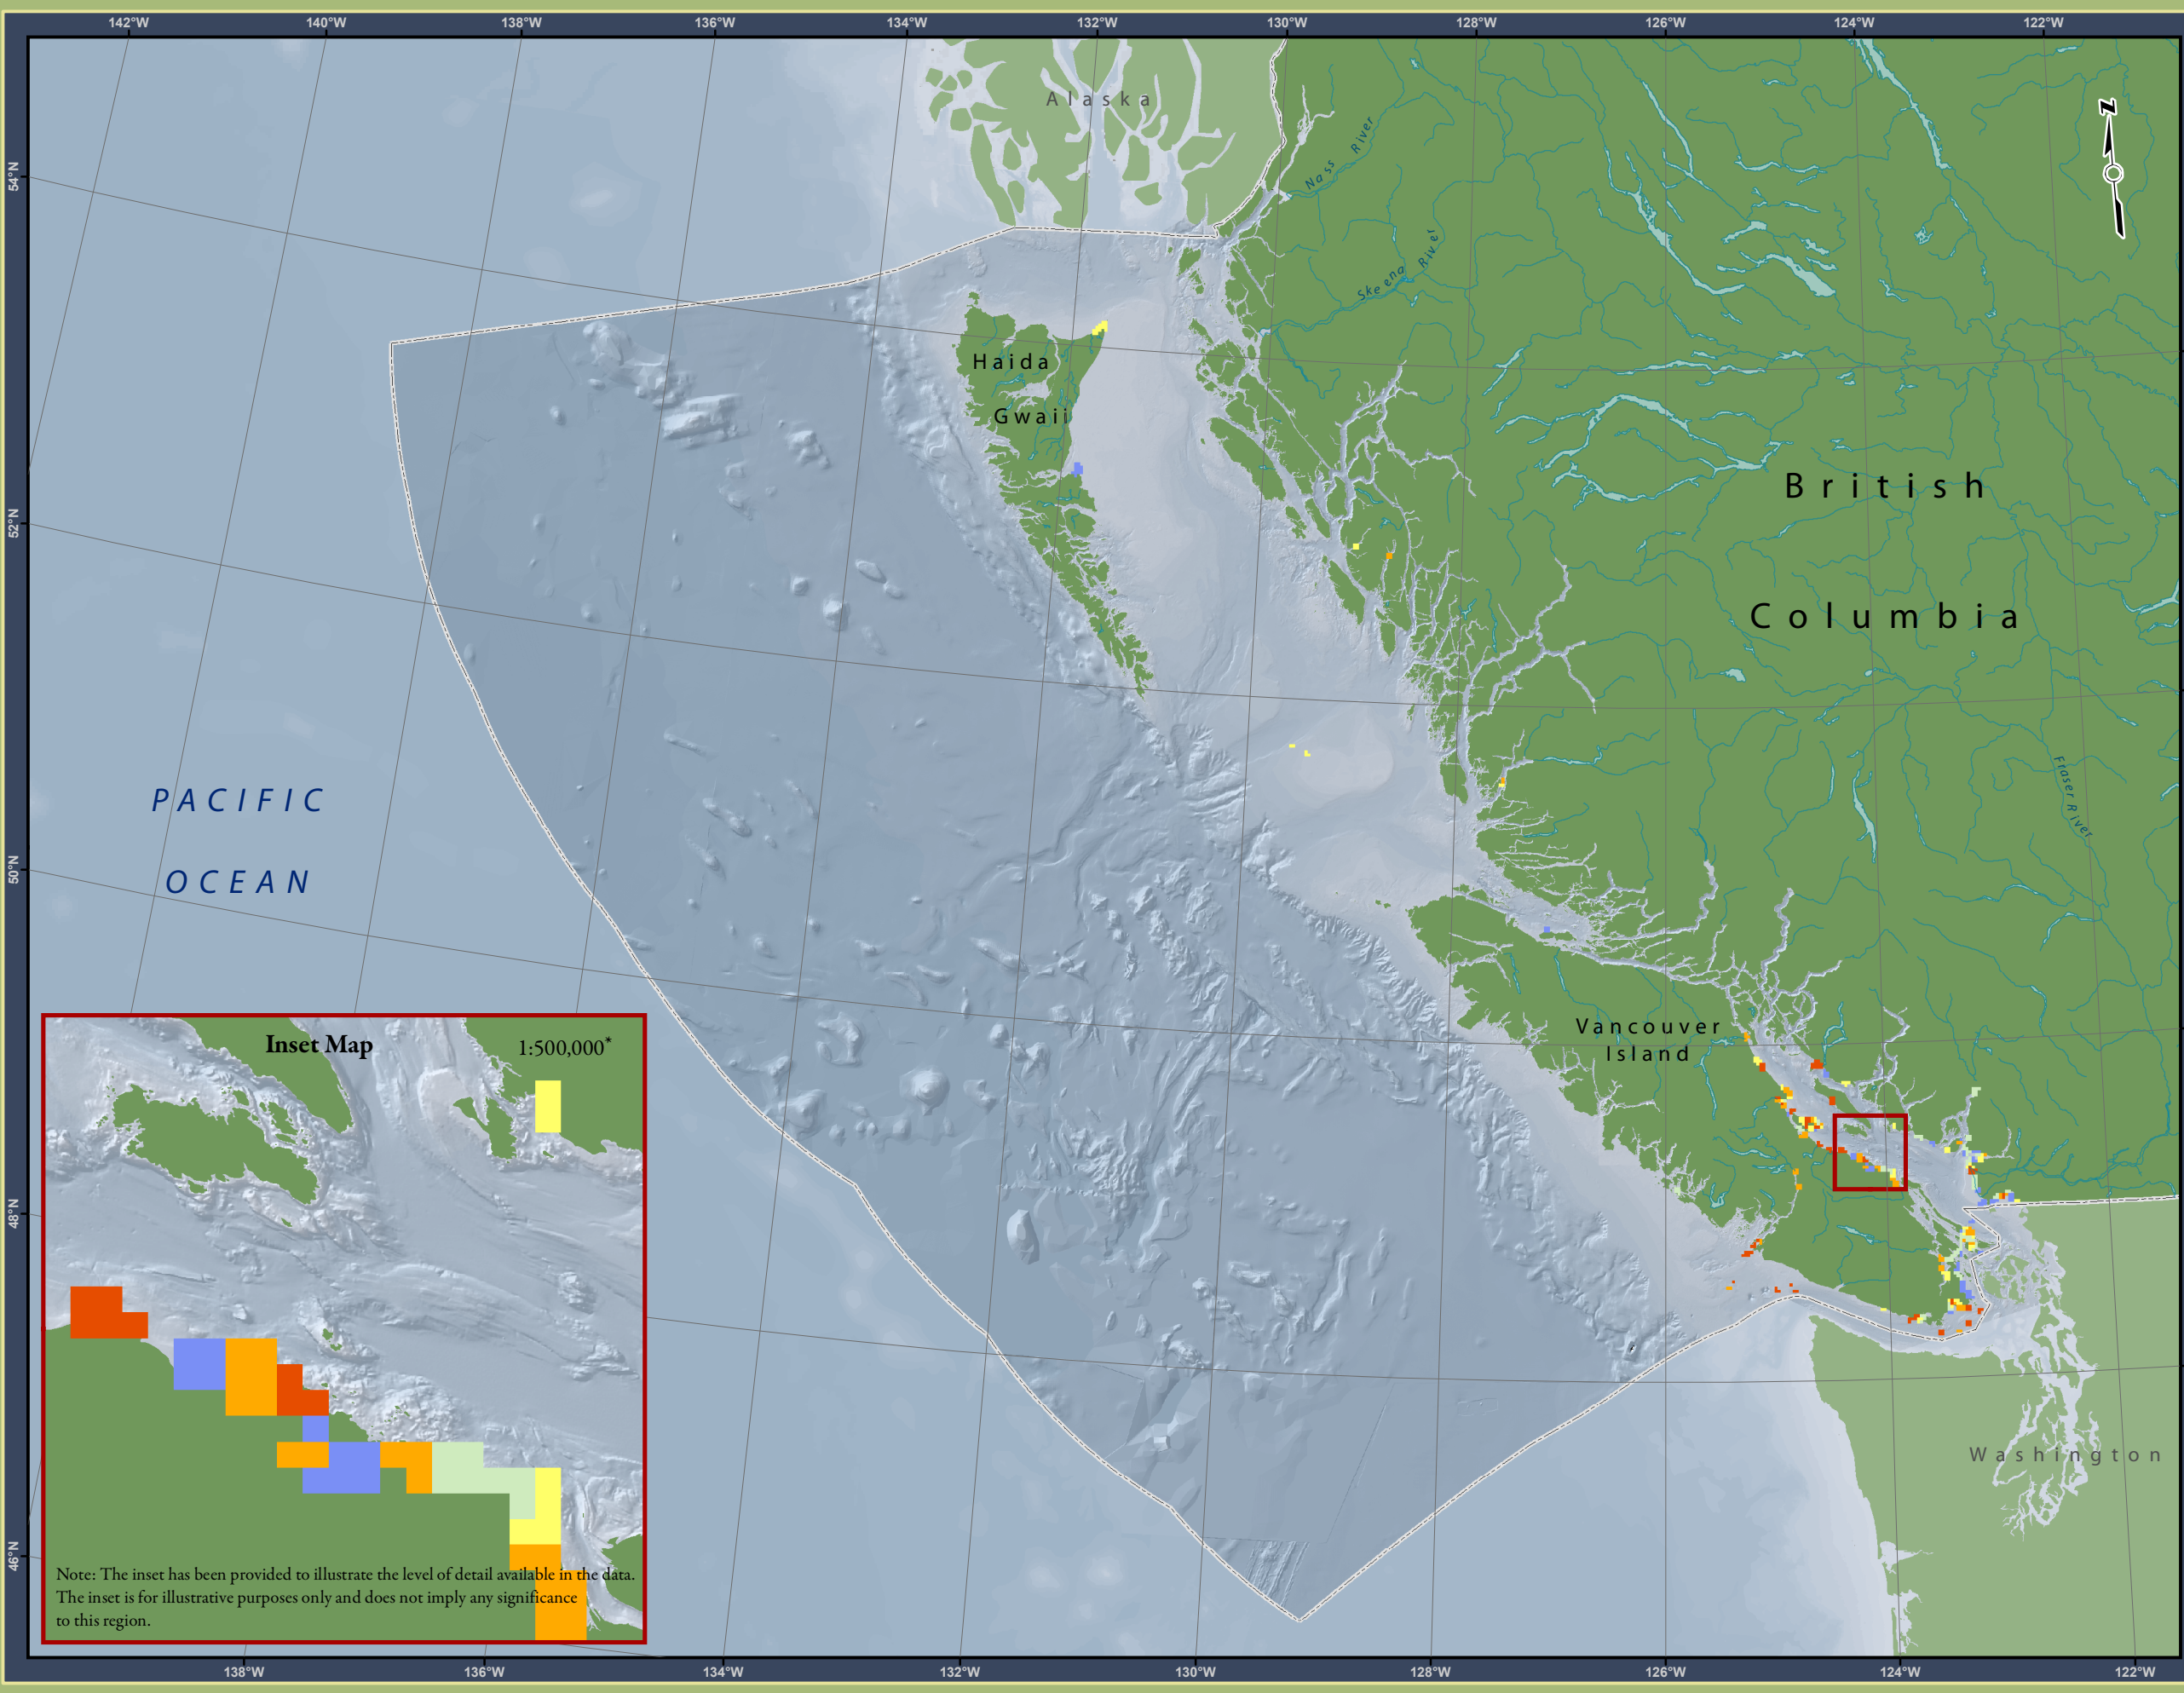 142°W 140°W 138°W 136°W 134°W 132°W 130°W 128°W 126°W 124°W 122°W
Alaska
N
54°N
Nass River
Skeena River
Haida
Gwaii
British
52°N
Columbia
PACIFIC
Fraser River
OCEAN
50°N
Vancouver
Island
Inset Map
1:500,000*
48°N
Washington
46°N
Note: The inset has been provided to illustrate the level of detail available in the data.
The inset is for illustrative purposes only and does not imply any significance
to this region.
138°W 136°W 134°W 132°W 130°W 128°W 126°W 124°W 122°W